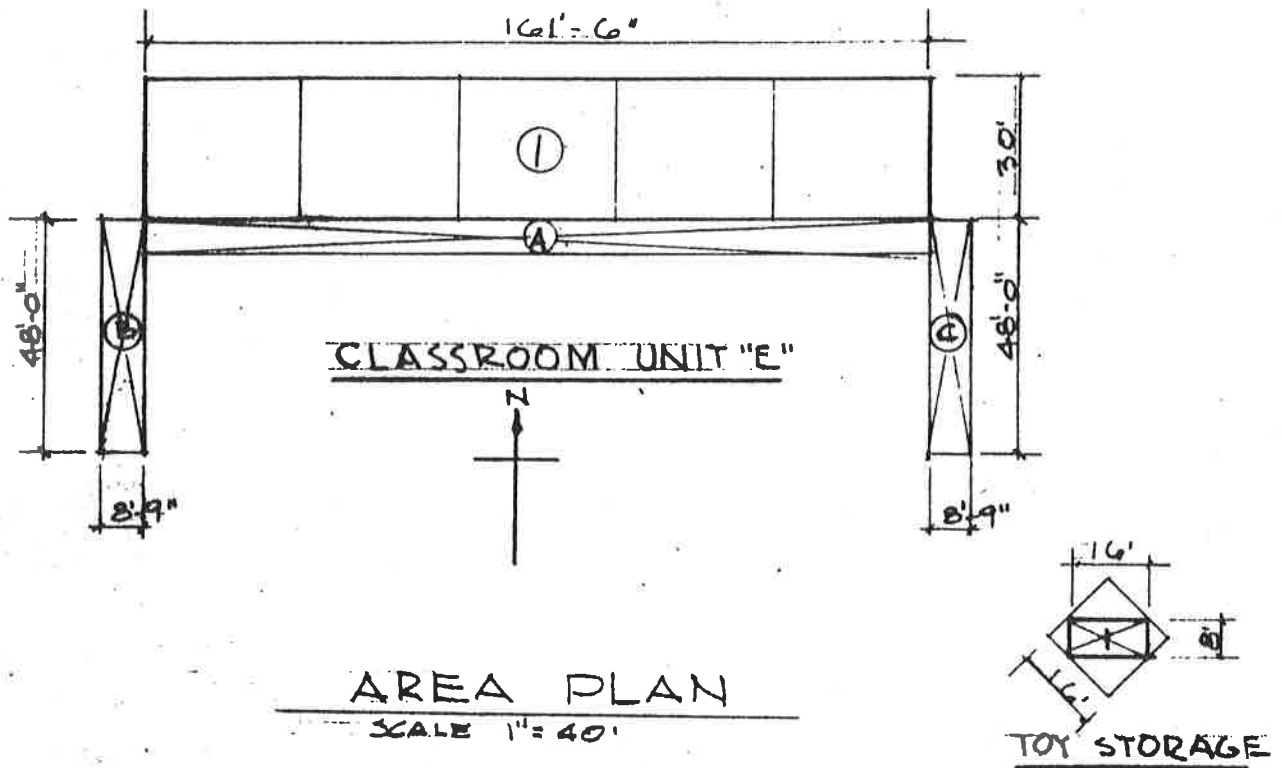 161'-6"
30'
1
A
48'-0"
B
A
48'-0"
CLASSROOM UNIT "E"
N
8'-9"
8'-9"
16'
8'
16'
AREA PLAN
SCALE 1"=40'
TOY STORAGE